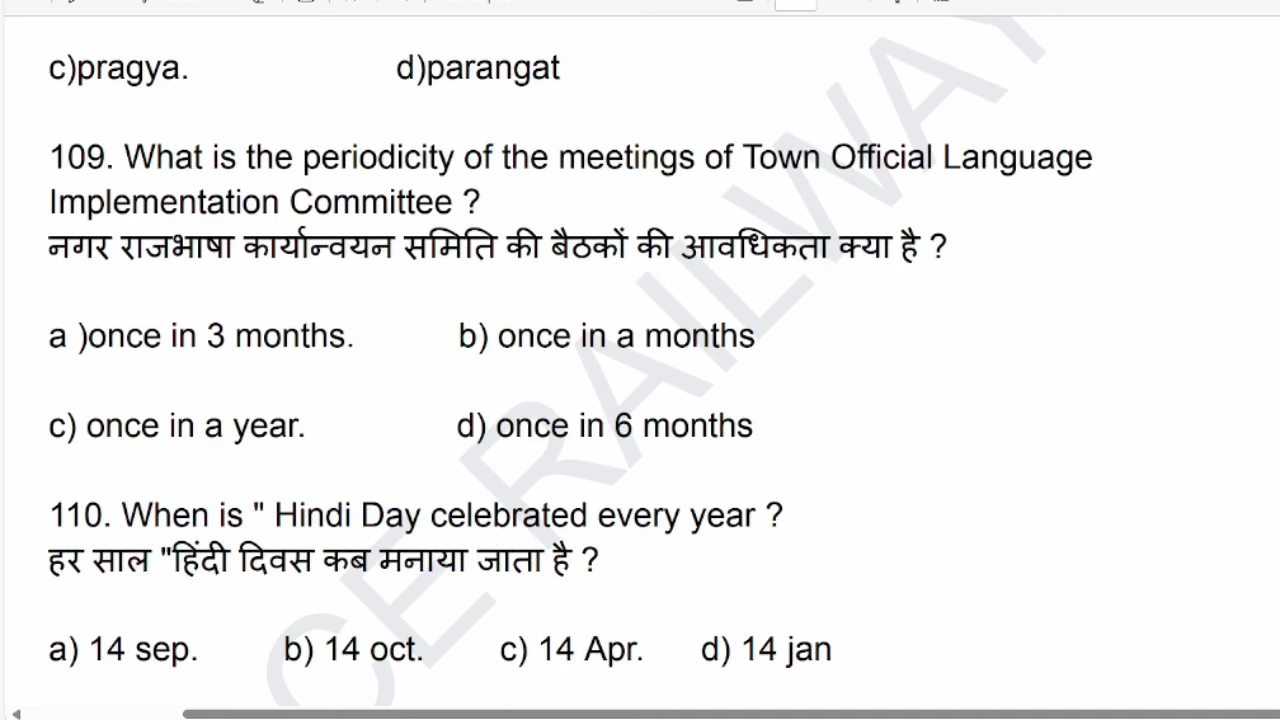 c)pragya. d)parangat
109. What is the periodicity of the meetings of Town Official Language
Implementation Committee ?
नगर राजभाषा कार्यान्वयन समिति की बैठकों की आवधिकता क्या है ?
a )once in 3 months. b) once in a months
c) once in a year. d) once in 6 months
110. When is " Hindi Day celebrated every year ?
हर साल "हिंदी दिवस कब मनाया जाता है ?
a) 14 sep. b) 14 oct. c) 14 Apr. d) 14 jan
CE RAILWAY